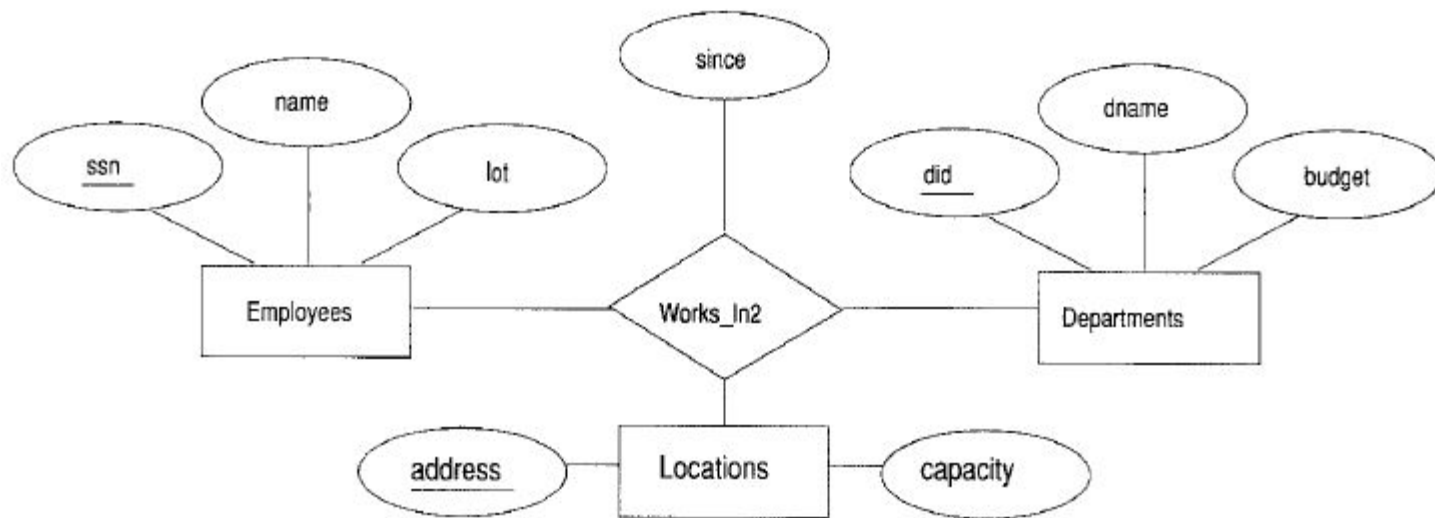 since
name
dname
ssn
lot
did
budget
Employees
Works_In2
Departments
address
Locations
capacity